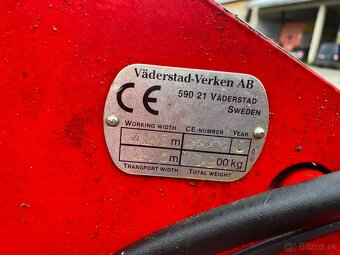 Väderstad-Verken AB
CE
590 21 VÄDERSTAD
SWEDEN
WORKING WIDTH CE-NUMBER YEAR
m
m 00 kg
TRANSPORT WIDTH TOTAL WEIGHT
© Bazos.sk